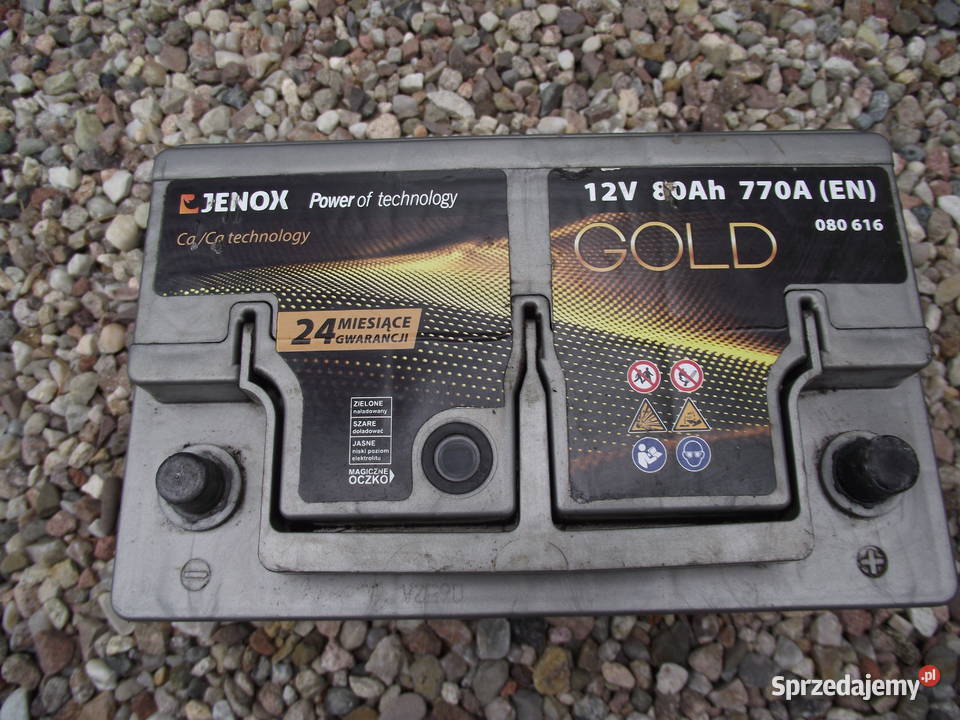 JENOX Power of technology
Ca/Ca technology
12V 80Ah 770A (EN)
080 616
GOLD
24 MIESIĄCE
GWARANCJI
ZIELONE
naładowany
SZARE
doładować
JASNE
niski poziom
elektrolitu
MAGICZNE
OCZKO
Sprzedajemy.pl